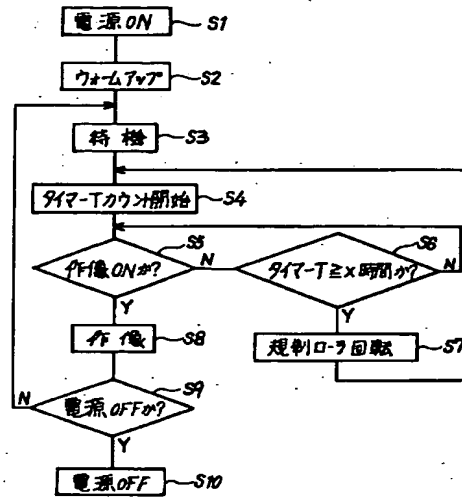 電源ON S1
ウォームアップ S2
待機 S3
タイマーTカウント開始 S4
作像ONか? S5
N
タイマーT≧x時間か? S6
N
Y
Y
作像 S8
規制ローラ回転 S7
N
電源OFFか? S9
Y
電源OFF S10